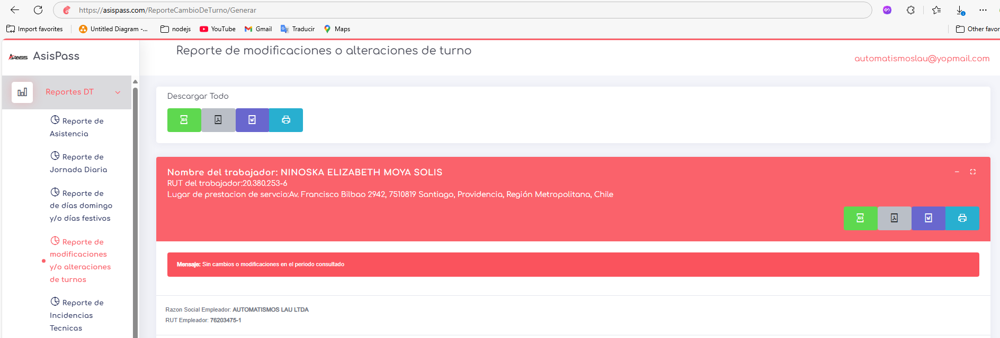 https://asispass.com/ReporteCambioDeTurno/Generar
Import favorites
Untitled Diagram -...
nodejs
YouTube
Gmail
Traducir
Maps
Other favor
AsisPass
Reporte de modificaciones o alteraciones de turno
automatismoslau@yopmail.com
Reportes DT
Reporte de
Asistencia
Reporte de
Jornada Diaria
Reporte de
de días domingo
y/o días festivos
Reporte de
modificaciones
y/o alteraciones
de turnos
Reporte de
Incidencias
Tecnicas
Descargar Todo
XLS
Nombre del trabajador: NINOSKA ELIZABETH MOYA SOLIS
RUT del trabajador:20.380.253-6
Lugar de prestacion de servcio:Av. Francisco Bilbao 2942, 7510819 Santiago, Providencia, Región Metropolitana, Chile
XLS
Mensaje: Sin cambios o modificaciones en el periodo consultado
Razon Social Empleador: AUTOMATISMOS LAU LTDA
RUT Empleador: 76203475-1